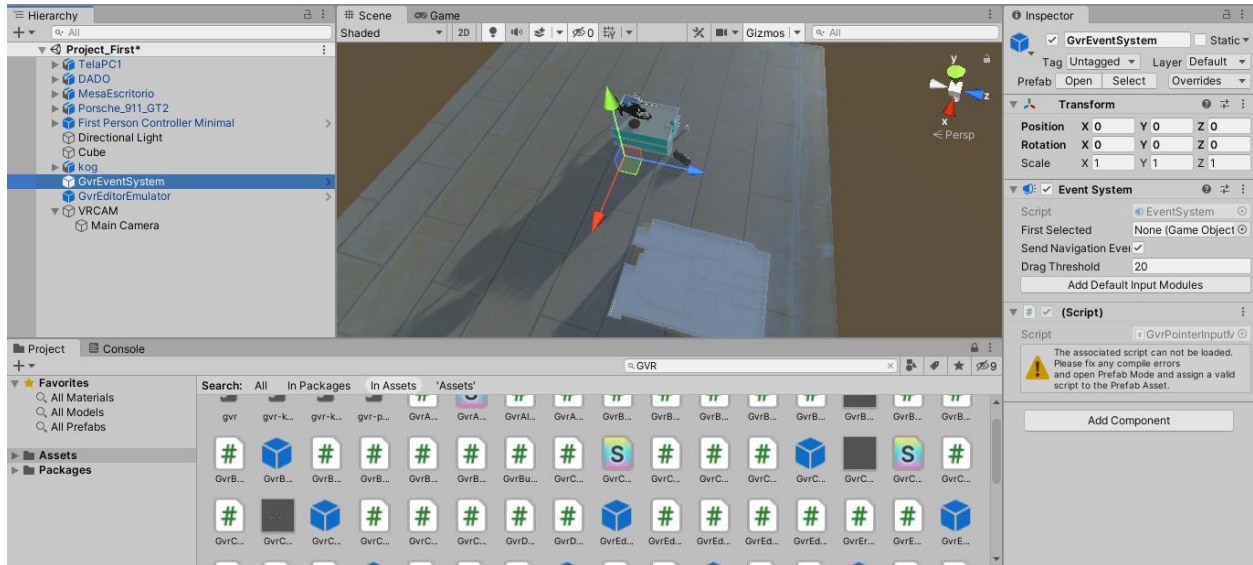 Hierarchy
All
Project_First*
TelaPC1
DADO
MesaEscritorio
Porsche_911_GT2
First Person Controller Minimal
Directional Light
Cube
kog
GvrEventSystem
GvrEditorEmulator
VRCAM
Main Camera
Scene Game
Shaded 2D 0 Gizmos All
y
z
x
Persp
Inspector
GvrEventSystem Static
Tag Untagged Layer Default
Prefab Open Select Overrides
Transform
Position X 0 Y 0 Z 0
Rotation X 0 Y 0 Z 0
Scale X 1 Y 1 Z 1
Event System
Script EventSystem
First Selected None (Game Object
Send Navigation Ever
Drag Threshold 20
Add Default Input Modules
(Script)
Script GvrPointerInputM
The associated script can not be loaded.
Please fix any compile errors
and open Prefab Mode and assign a valid
script to the Prefab Asset.
Add Component
Project Console
GVR 9
Favorites
All Materials
All Models
All Prefabs
Assets
Packages
Search: All In Packages In Assets 'Assets'
gvr gvr-k... gvr-k... gvr-p... GvrA... GvrA... GvrAl... GvrA... GvrB... GvrB... GvrB... GvrB... GvrB... GvrB... GvrB... GvrB...
GvrB... GvrB... GvrB... GvrB... GvrB... GvrB... GvrBu... GvrC... GvrC... GvrC... GvrC... GvrC... GvrC... GvrC... GvrC... GvrC...
GvrC... GvrC... GvrC... GvrC... GvrC... GvrD... GvrD... GvrD... GvrEd... GvrEd... GvrEd... GvrEd... GvrEd... GvrEr... GvrE... GvrE...